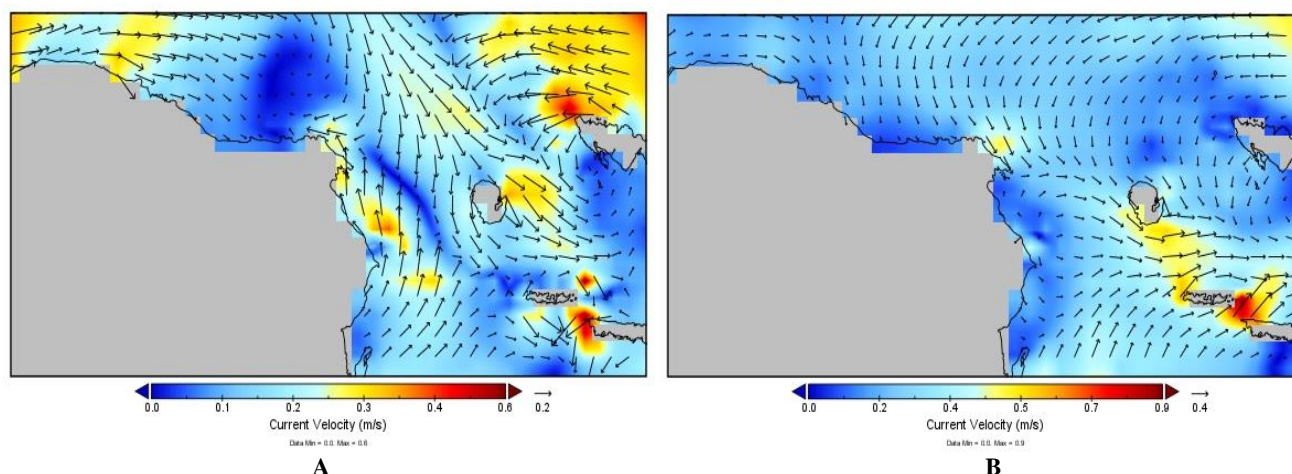 0.0 0.1 0.2 0.3 0.4 0.6 0.2
Current Velocity (m/s)
Data Min = 0.0. Max = 0.6
A
0.0 0.2 0.4 0.5 0.7 0.9 0.4
Current Velocity (m/s)
Data Min = 0.0. Max = 0.9
B